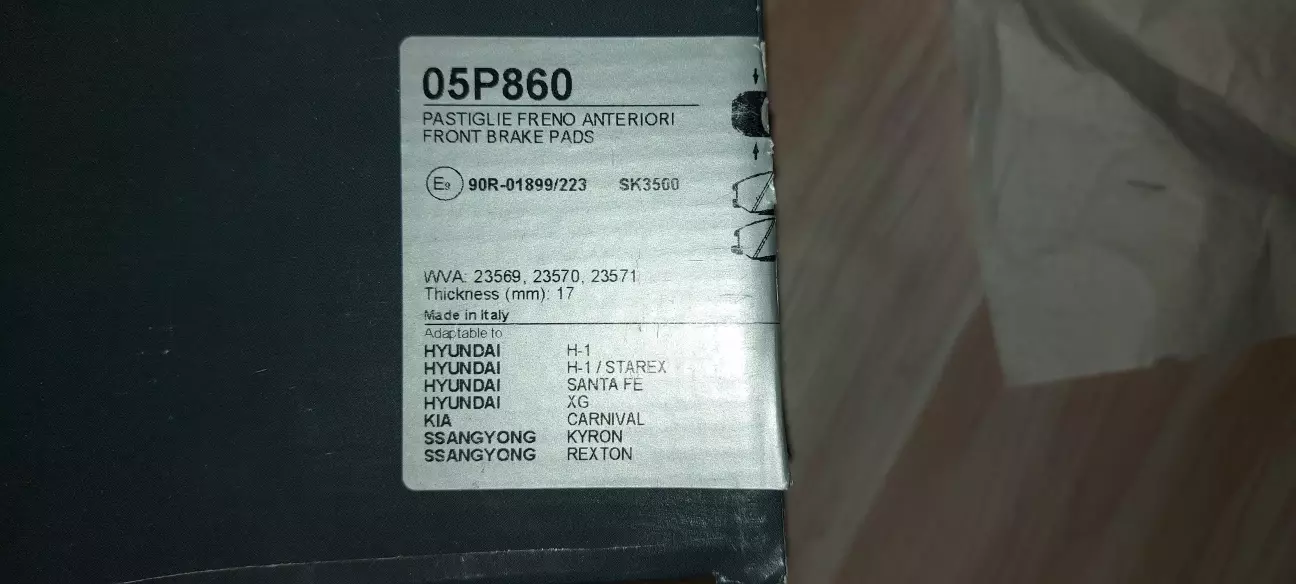 05P860
PASTIGLIE FRENO ANTERIORI
FRONT BRAKE PADS
E9 90R-01899/223 SK3500
WVA: 23569, 23570, 23571
Thickness (mm): 17
Made in Italy
Adaptable to
HYUNDAI H-1
HYUNDAI H-1 / STAREX
HYUNDAI SANTA FE
HYUNDAI XG
KIA CARNIVAL
SSANGYONG KYRON
SSANGYONG REXTON